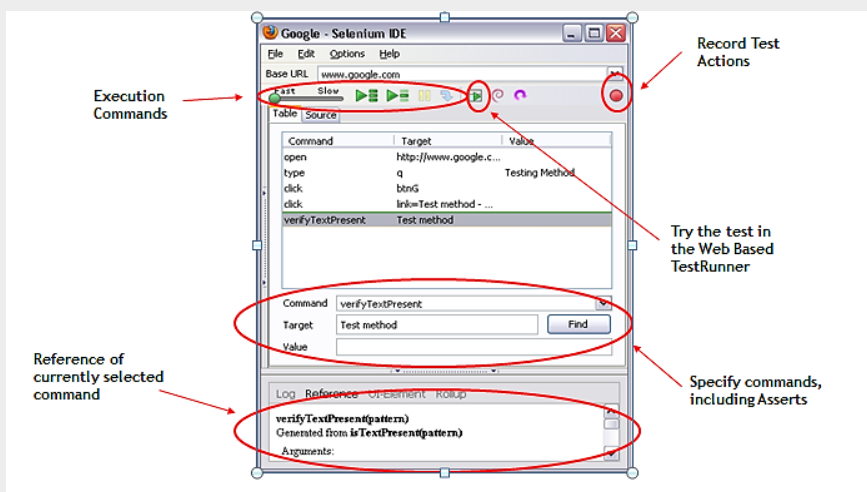 Google - Selenium IDE
File Edit Options Help
Base URL www.google.com
Fast Slow
Table Source
Command Target Value
open http://www.google.c...
type q Testing Method
click btnG
click link=Test method - ...
verifyTextPresent Test method
Command verifyTextPresent
Target Test method Find
Value
Log Reference UI-Element Rollup
verifyTextPresent(pattern)
Generated from isTextPresent(pattern)
Arguments:
Execution
Commands
Reference of
currently selected
command
Record Test
Actions
Try the test in
the Web Based
TestRunner
Specify commands,
including Asserts